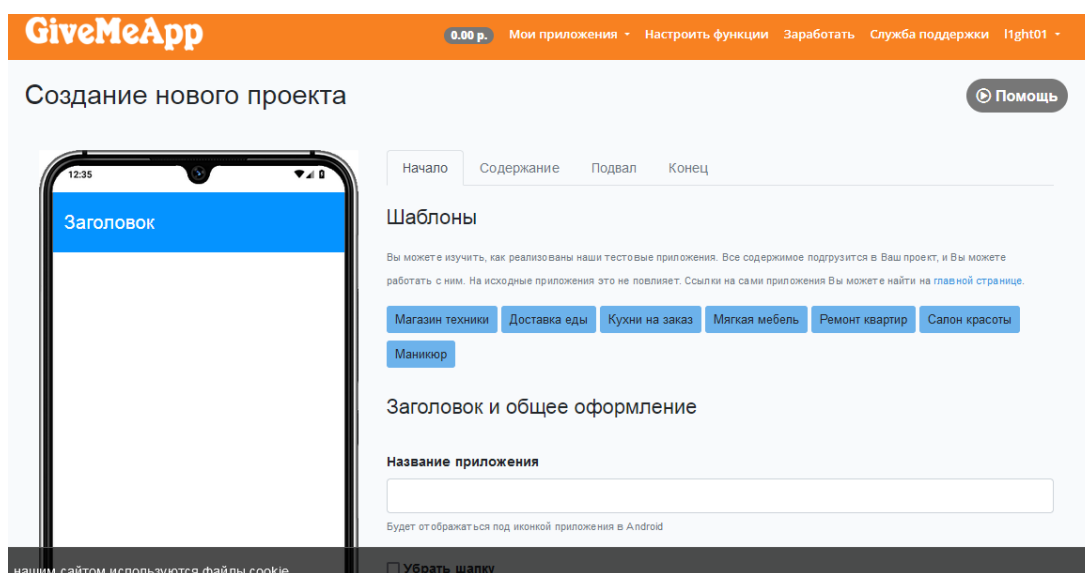 GiveMeApp
0.00 р. Мои приложения Настроить функции Заработать Служба поддержки l1ght01
Создание нового проекта
Помощь
12:35
Заголовок
Начало Содержание Подвал Конец
Шаблоны
Вы можете изучить, как реализованы наши тестовые приложения. Все содержимое подгрузится в Ваш проект, и Вы можете
работать с ним. На исходные приложения это не повлияет. Ссылки на сами приложения Вы можете найти на главной странице.
Магазин техники Доставка еды Кухни на заказ Мягкая мебель Ремонт квартир Салон красоты
Маникюр
Заголовок и общее оформление
Название приложения
Будет отображаться под иконкой приложения в Android
Убрать шапку
нашим сайтом используются файлы cookie